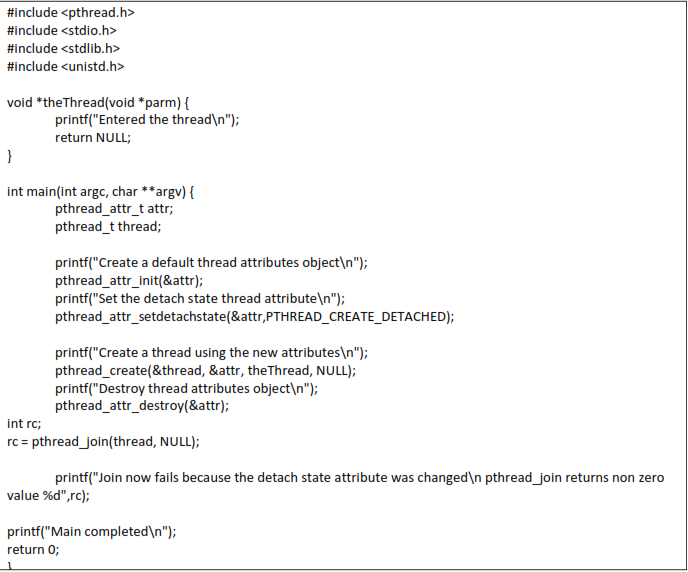 #include <pthread.h>
#include <stdio.h>
#include <stdlib.h>
#include <unistd.h>
void *theThread(void *parm) {
printf("Entered the thread\n");
return NULL;
}
int main(int argc, char **argv) {
pthread_attr_t attr;
pthread_t thread;
printf("Create a default thread attributes object\n");
pthread_attr_init(&attr);
printf("Set the detach state thread attribute\n");
pthread_attr_setdetachstate(&attr,PTHREAD_CREATE_DETACHED);
printf("Create a thread using the new attributes\n");
pthread_create(&thread, &attr, theThread, NULL);
printf("Destroy thread attributes object\n");
pthread_attr_destroy(&attr);
int rc;
rc = pthread_join(thread, NULL);
printf("Join now fails because the detach state attribute was changed\n pthread_join returns non zero
value %d",rc);
printf("Main completed\n");
return 0;
}